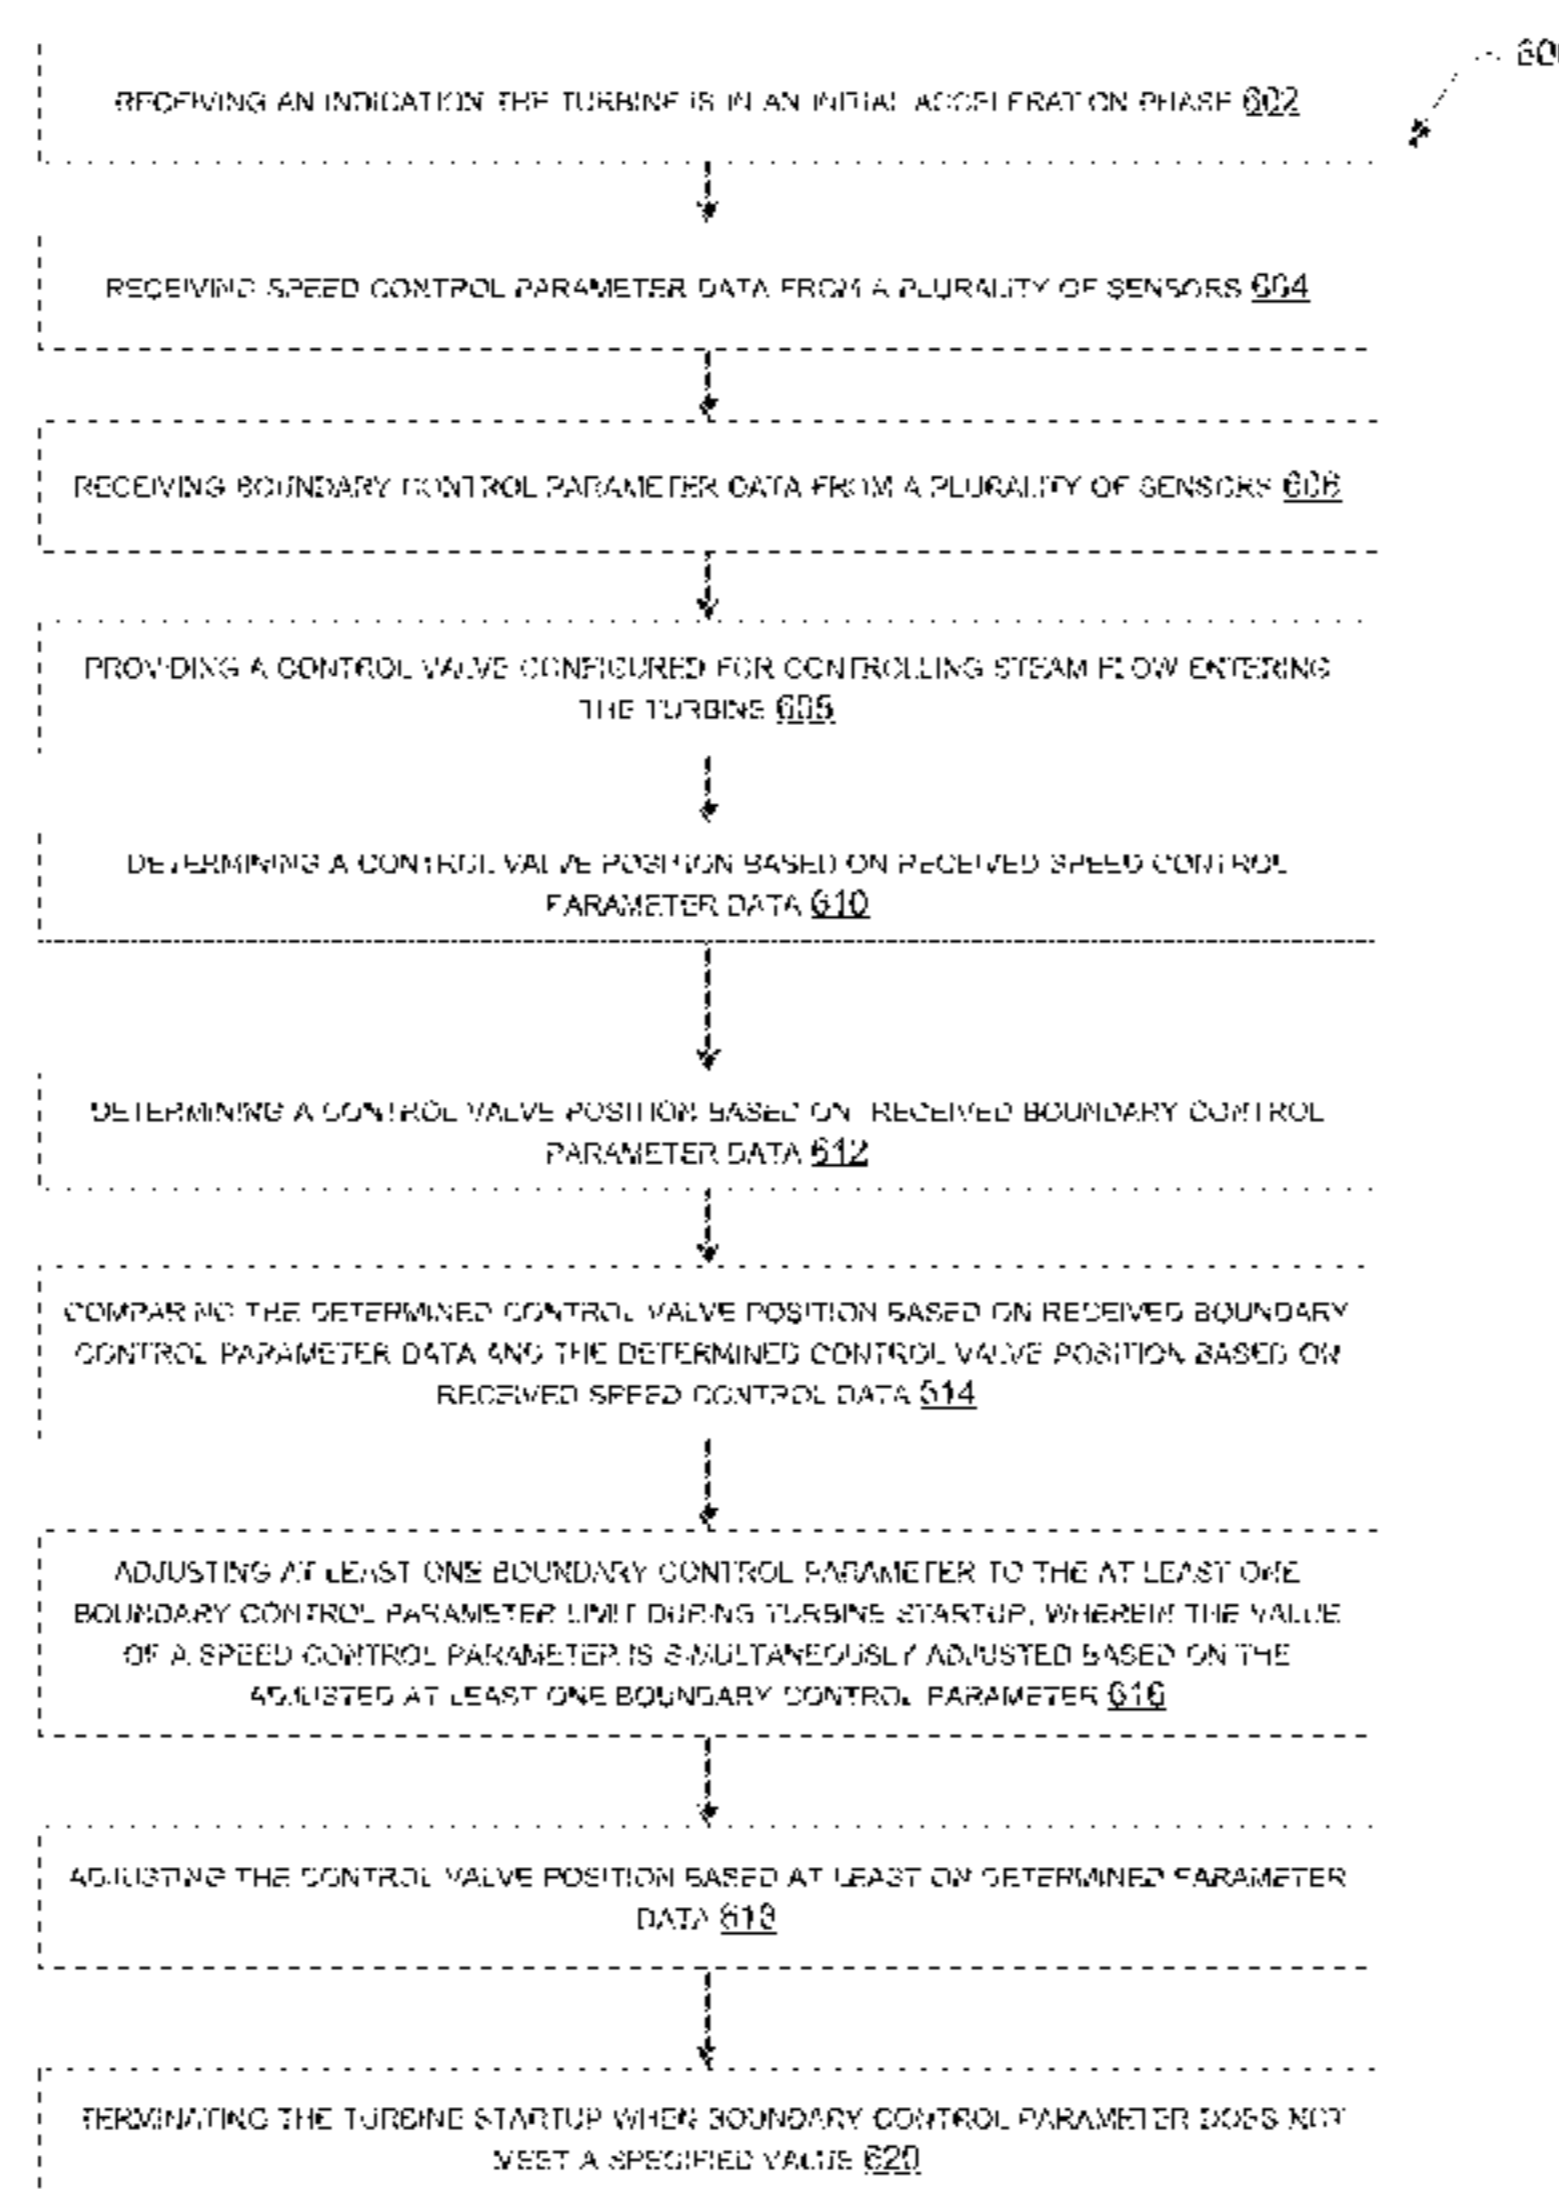 600
RECEIVING AN INDICATION THE TURBINE IS IN AN INITIAL ACCELERATION PHASE 602
RECEIVING SPEED CONTROL PARAMETER DATA FROM A PLURALITY OF SENSORS 604
RECEIVING BOUNDARY CONTROL PARAMETER DATA FROM A PLURALITY OF SENSORS 606
PROVIDING A CONTROL VALVE CONFIGURED FOR CONTROLLING STEAM FLOW ENTERING
THE TURBINE 608
DETERMINING A CONTROL VALVE POSITION BASED ON RECEIVED SPEED CONTROL
PARAMETER DATA 610
DETERMINING A CONTROL VALVE POSITION BASED ON RECEIVED BOUNDARY CONTROL
PARAMETER DATA 612
COMPARING THE DETERMINED CONTROL VALVE POSITION BASED ON RECEIVED BOUNDARY
CONTROL PARAMETER DATA AND THE DETERMINED CONTROL VALVE POSITION BASED ON
RECEIVED SPEED CONTROL DATA 614
ADJUSTING AT LEAST ONE BOUNDARY CONTROL PARAMETER TO THE AT LEAST ONE
BOUNDARY CONTROL PARAMETER LIMIT DURING TURBINE STARTUP, WHEREIN THE VALUE
OF A SPEED CONTROL PARAMETER IS SIMULTANEOUSLY ADJUSTED BASED ON THE
ADJUSTED AT LEAST ONE BOUNDARY CONTROL PARAMETER 616
ADJUSTING THE CONTROL VALVE POSITION BASED AT LEAST ON DETERMINED PARAMETER
DATA 618
TERMINATING THE TURBINE STARTUP WHEN BOUNDARY CONTROL PARAMETER DOES NOT
MEET A SPECIFIED VALUE 620